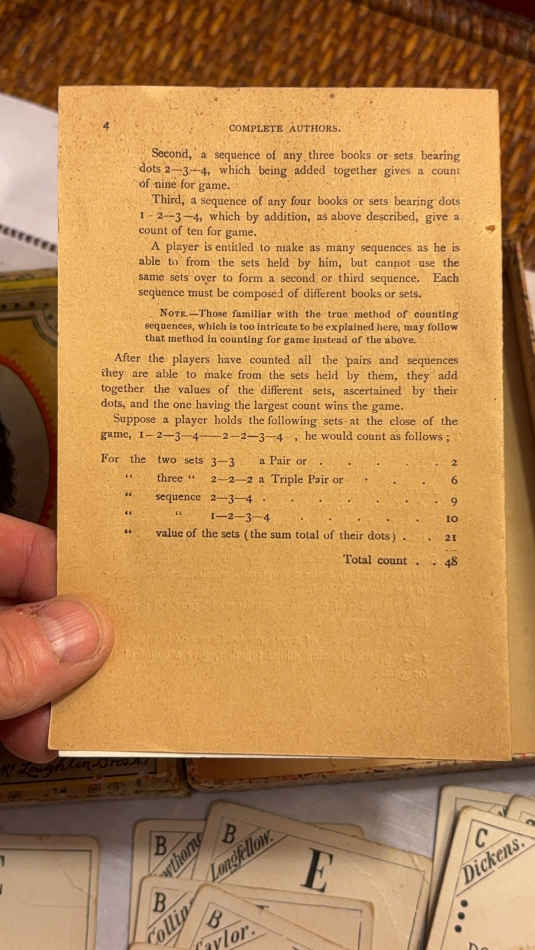 4
COMPLETE AUTHORS.
Second, a sequence of any three books or sets bearing
dots 2—3—4, which being added together gives a count
of nine for game.
Third, a sequence of any four books or sets bearing dots
1-2—3—4, which by addition, as above described, give a
count of ten for game.
A player is entitled to make as many sequences as he is
able to from the sets held by him, but cannot use the
same sets over to form a second or third sequence. Each
sequence must be composed of different books or sets.
NOTE.—Those familiar with the true method of counting
sequences, which is too intricate to be explained here, may follow
that method in counting for game instead of the above.
After the players have counted all the pairs and sequences
they are able to make from the sets held by them, they add
together the values of the different sets, ascertained by their
dots, and the one having the largest count wins the game.
Suppose a player holds the following sets at the close of the
game, 1—2—3—4——2—2—3—4 , he would count as follows ;
For the two sets 3—3 a Pair or . . . . . 2
" three " 2—2—2 a Triple Pair or . . . 6
" sequence 2—3—4 . . . . . . . 9
" " 1—2—3—4 . . . . . 10
" value of the sets (the sum total of their dots) . . 21
Total count . . 48
McLoughlin Bros.
B
Longfellow.
E
B
wthorne
C
Dickens.
B
Collin
B
aylor.